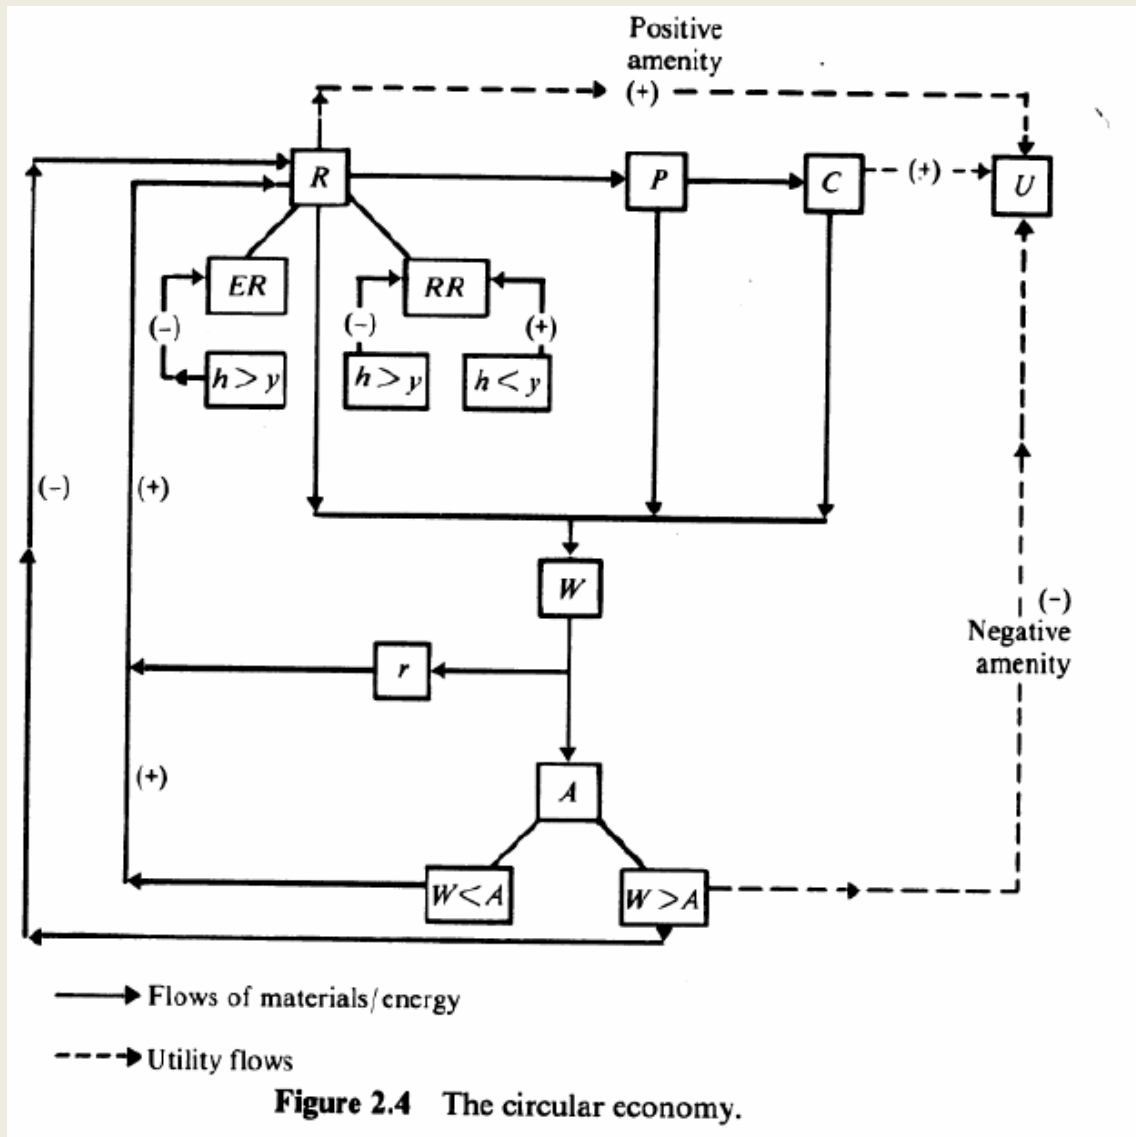 Positive
amenity
(+)
R
P
C
(+)
U
ER
RR
(-)
(-)
(+)
h > y
h > y
h < y
(-)
(+)
W
(-)
Negative
amenity
r
(+)
A
W < A
W > A
Flows of materials/energy
Utility flows
Figure 2.4 The circular economy.